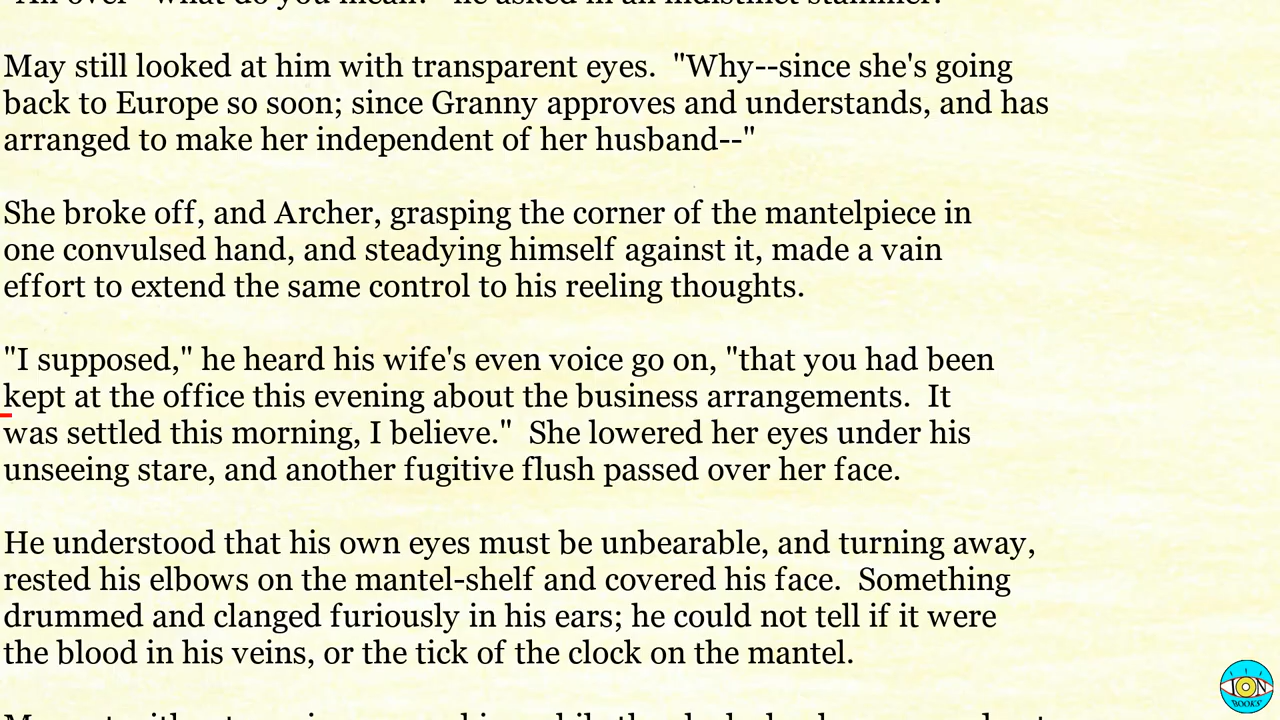 May still looked at him with transparent eyes.  "Why--since she's going
back to Europe so soon; since Granny approves and understands, and has
arranged to make her independent of her husband--"
She broke off, and Archer, grasping the corner of the mantelpiece in
one convulsed hand, and steadying himself against it, made a vain
effort to extend the same control to his reeling thoughts.
"I supposed," he heard his wife's even voice go on, "that you had been
kept at the office this evening about the business arrangements.  It
was settled this morning, I believe."  She lowered her eyes under his
unseeing stare, and another fugitive flush passed over her face.
He understood that his own eyes must be unbearable, and turning away,
rested his elbows on the mantel-shelf and covered his face.  Something
drummed and clanged furiously in his ears; he could not tell if it were
the blood in his veins, or the tick of the clock on the mantel.
ION
BOOKS